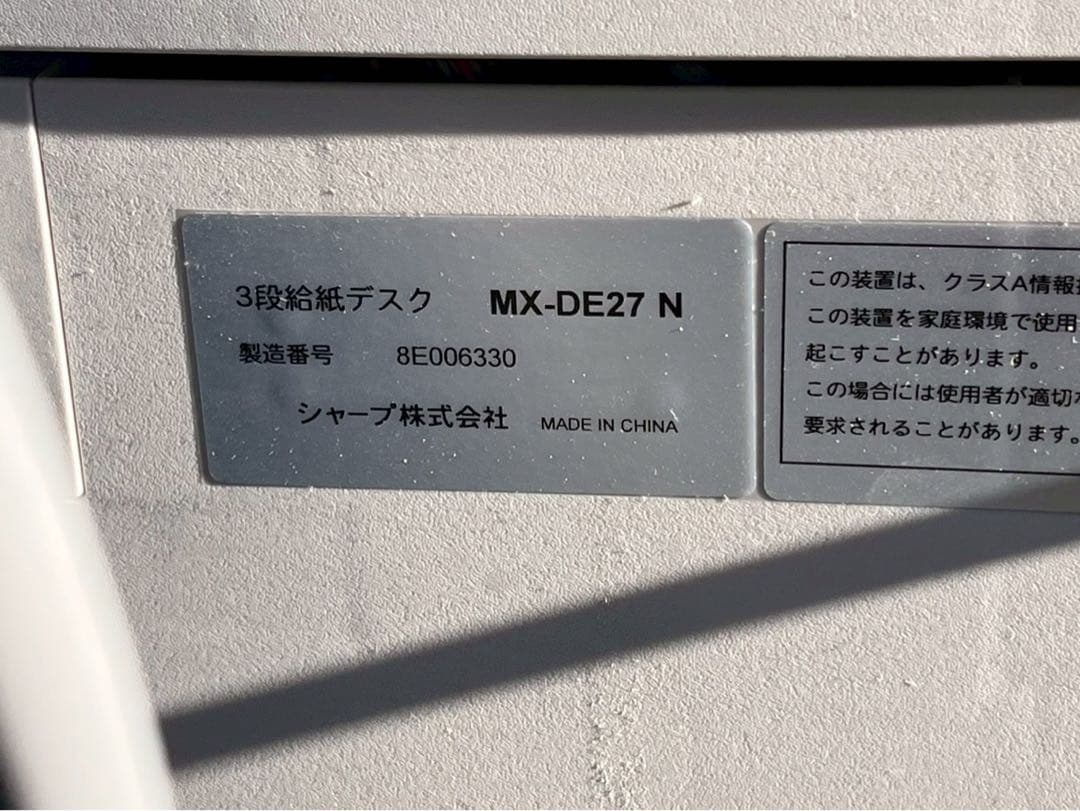 3段給紙デスク MX-DE27 N
製造番号 8E006330
シャープ株式会社 MADE IN CHINA
この装置は、クラスA情報
この装置を家庭環境で使用
起こすことがあります。
この場合には使用者が適切
要求されることがあります。